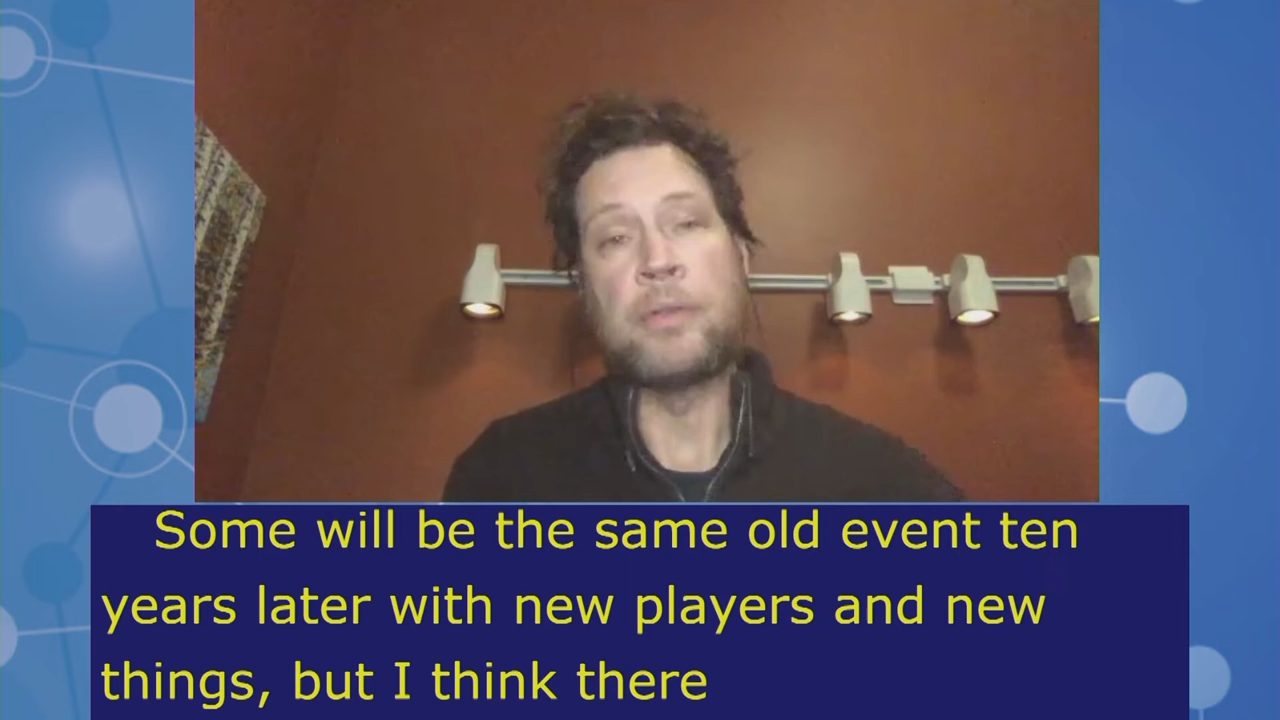 Some will be the same old event ten
years later with new players and new
things, but I think there